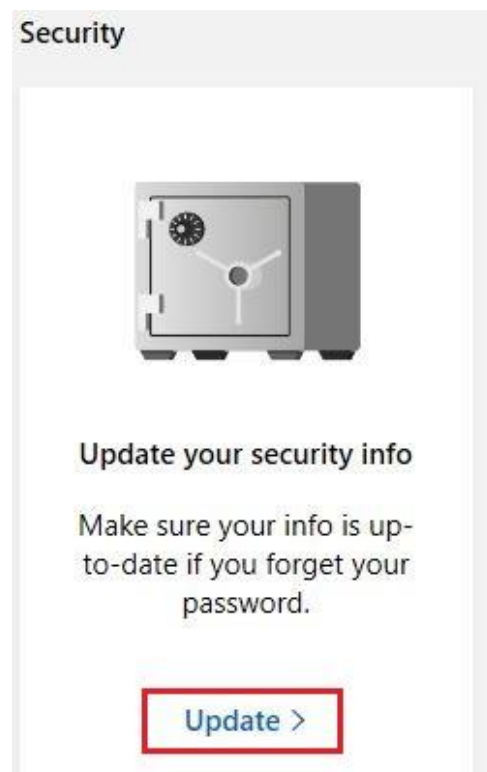 Security
Update your security info
Make sure your info is up-
to-date if you forget your
password.
Update >